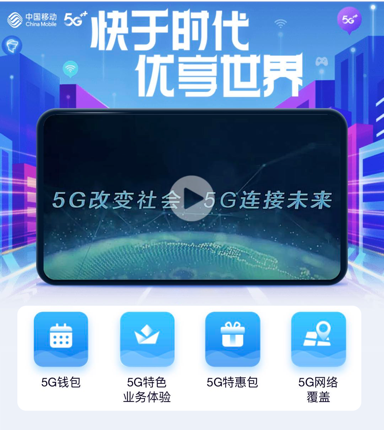 中国移动
China Mobile
5G+
5G+
快于时代
优享世界
5G改变社会 5G连接未来
5G钱包
5G特色
业务体验
5G特惠包
5G网络
覆盖